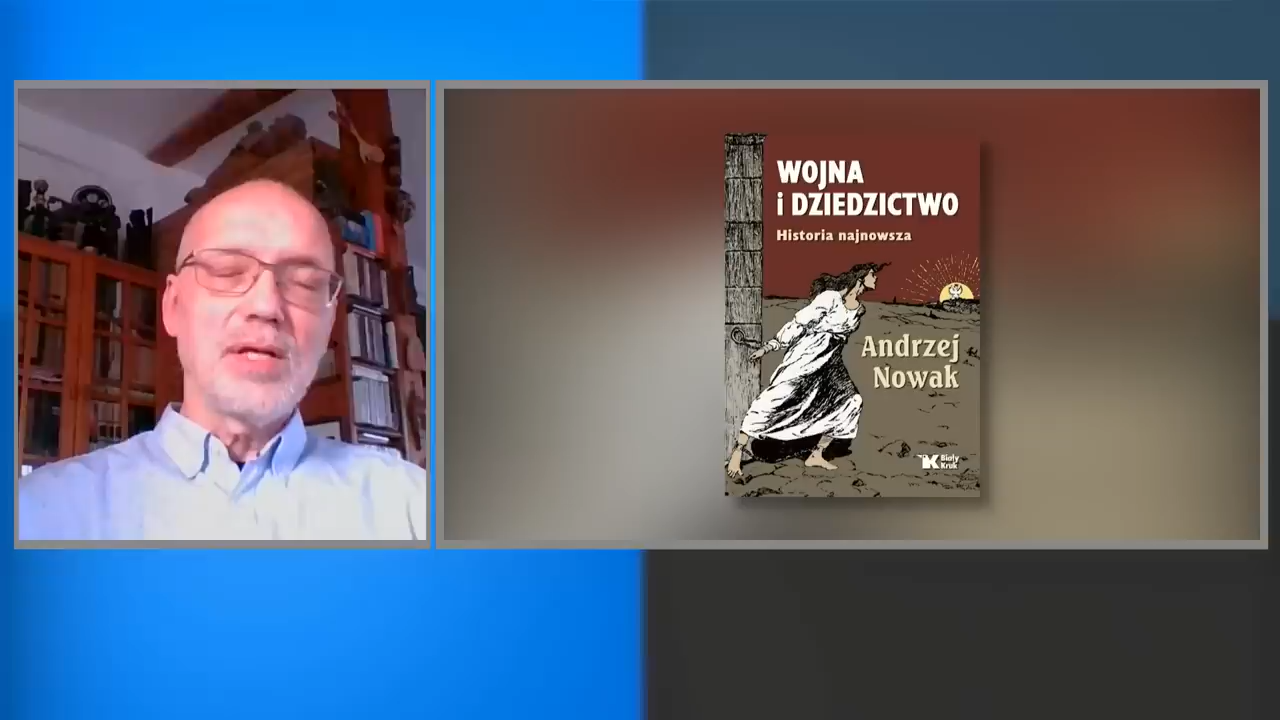 WOJNA
i DZIEDZICTWO
Historia najnowsza
Andrzej
Nowak
Biały
Kruk